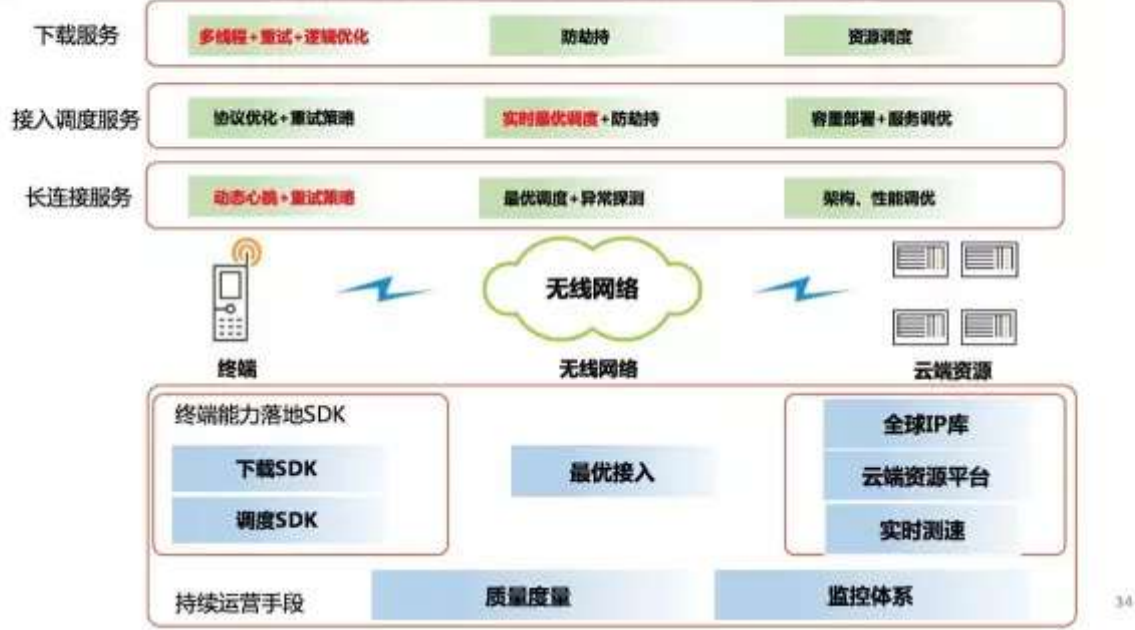 下载服务
多线程+重试+逻辑优化
防劫持
资源调度
接入调度服务
协议优化+重试策略
实时最优调度+防劫持
容量部署+服务调优
长连接服务
动态心跳+重试策略
最优调度+异常探测
架构、性能调优
无线网络
终端
无线网络
云端资源
终端能力落地SDK
下载SDK
调度SDK
最优接入
全球IP库
云端资源平台
实时测速
持续运营手段
质量度量
监控体系
34